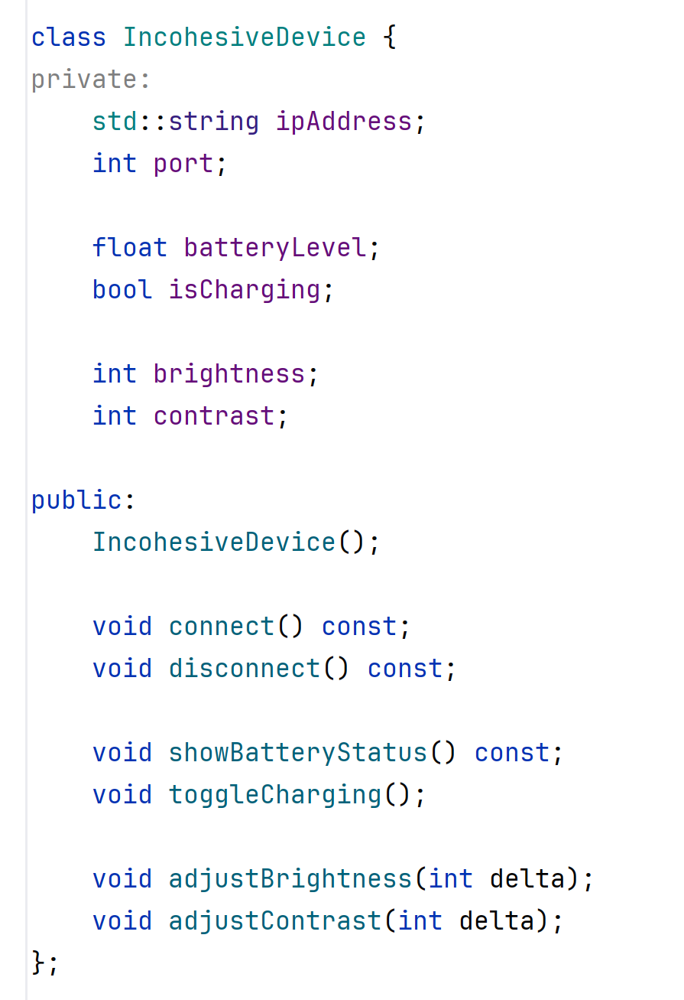 class IncohesiveDevice {
private:
    std::string ipAddress;
    int port;

    float batteryLevel;
    bool isCharging;

    int brightness;
    int contrast;

public:
    IncohesiveDevice();

    void connect() const;
    void disconnect() const;

    void showBatteryStatus() const;
    void toggleCharging();

    void adjustBrightness(int delta);
    void adjustContrast(int delta);
};